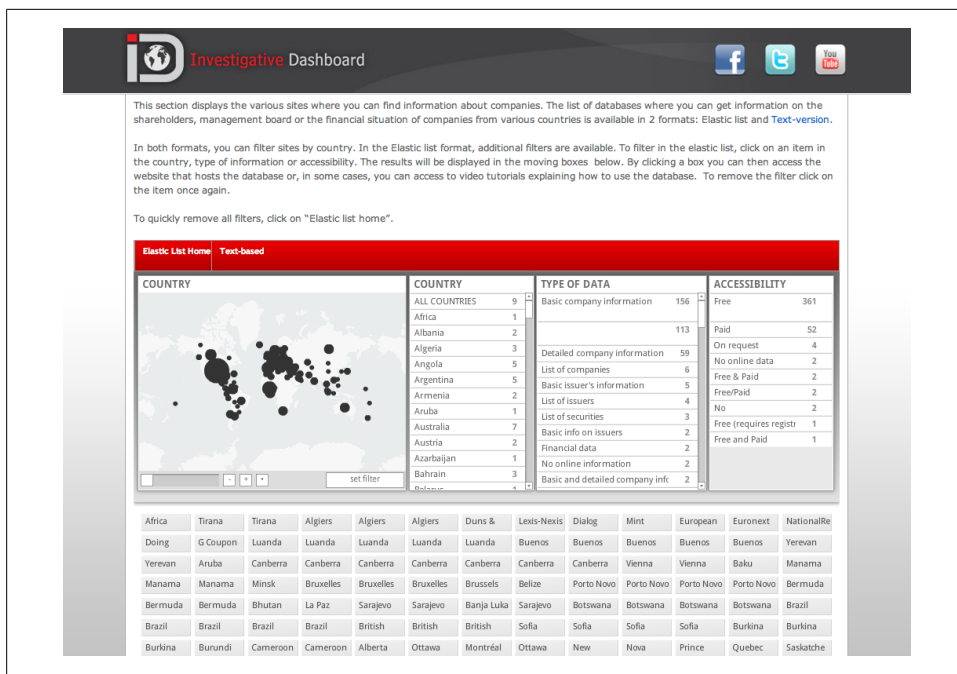 iD Investigative Dashboard
f t You Tube
This section displays the various sites where you can find information about companies. The list of databases where you can get information on the
shareholders, management board or the financial situation of companies from various countries is available in 2 formats: Elastic list and Text-version.
In both formats, you can filter sites by country. In the Elastic list format, additional filters are available. To filter in the elastic list, click on an item in
the country, type of information or accessibility. The results will be displayed in the moving boxes below. By clicking a box you can then access the
website that hosts the database or, in some cases, you can access to video tutorials explaining how to use the database. To remove the filter click on
the item once again.
To quickly remove all filters, click on "Elastic list home".
Elastic List Home Text-based
COUNTRY
set filter
- + •
COUNTRY
ALL COUNTRIES 9
Africa 1
Albania 2
Algeria 3
Angola 5
Argentina 5
Armenia 2
Aruba 1
Australia 7
Austria 2
Azarbaijan 1
Bahrain 3
Belarus 1
TYPE OF DATA
Basic company information 156
113
Detailed company information 59
List of companies 6
Basic issuer's information 5
List of issuers 4
List of securities 3
Basic info on issuers 2
Financial data 2
No online information 2
Basic and detailed company infc 2
ACCESSIBILITY
Free 361
Paid 52
On request 4
No online data 2
Free & Paid 2
Free/Paid 2
No 2
Free (requires registr 1
Free and Paid 1
Africa Tirana Tirana Algiers Algiers Algiers Duns & Lexis-Nexis Dialog Mint European Euronext NationalRe
Doing G Coupon Luanda Luanda Luanda Luanda Luanda Buenos Buenos Buenos Buenos Buenos Yerevan
Yerevan Aruba Canberra Canberra Canberra Canberra Canberra Canberra Canberra Vienna Vienna Baku Manama
Manama Manama Minsk Bruxelles Bruxelles Bruxelles Brussels Belize Porto Novo Porto Novo Porto Novo Porto Novo Bermuda
Bermuda Bermuda Bhutan La Paz Sarajevo Sarajevo Banja Luka Sarajevo Botswana Botswana Botswana Botswana Brazil
Brazil Brazil Brazil Brazil British British British Sofia Sofia Sofia Sofia Burkina Burkina
Burkina Burundi Cameroon Cameroon Alberta Ottawa Montréal Ottawa New Nova Prince Quebec Saskatche